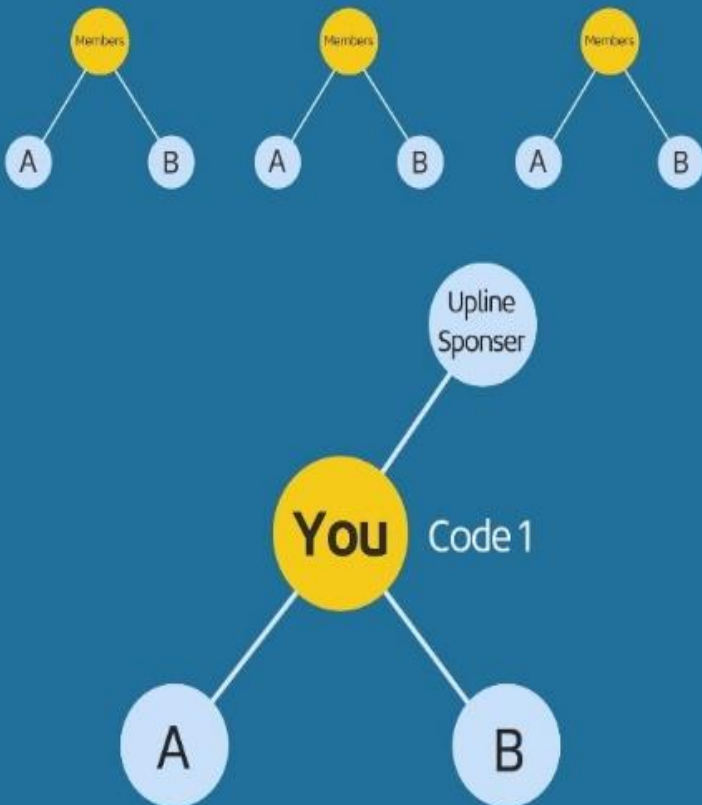 Members Members Members
A B A B A B
Upline
Sponser
You Code 1
A B